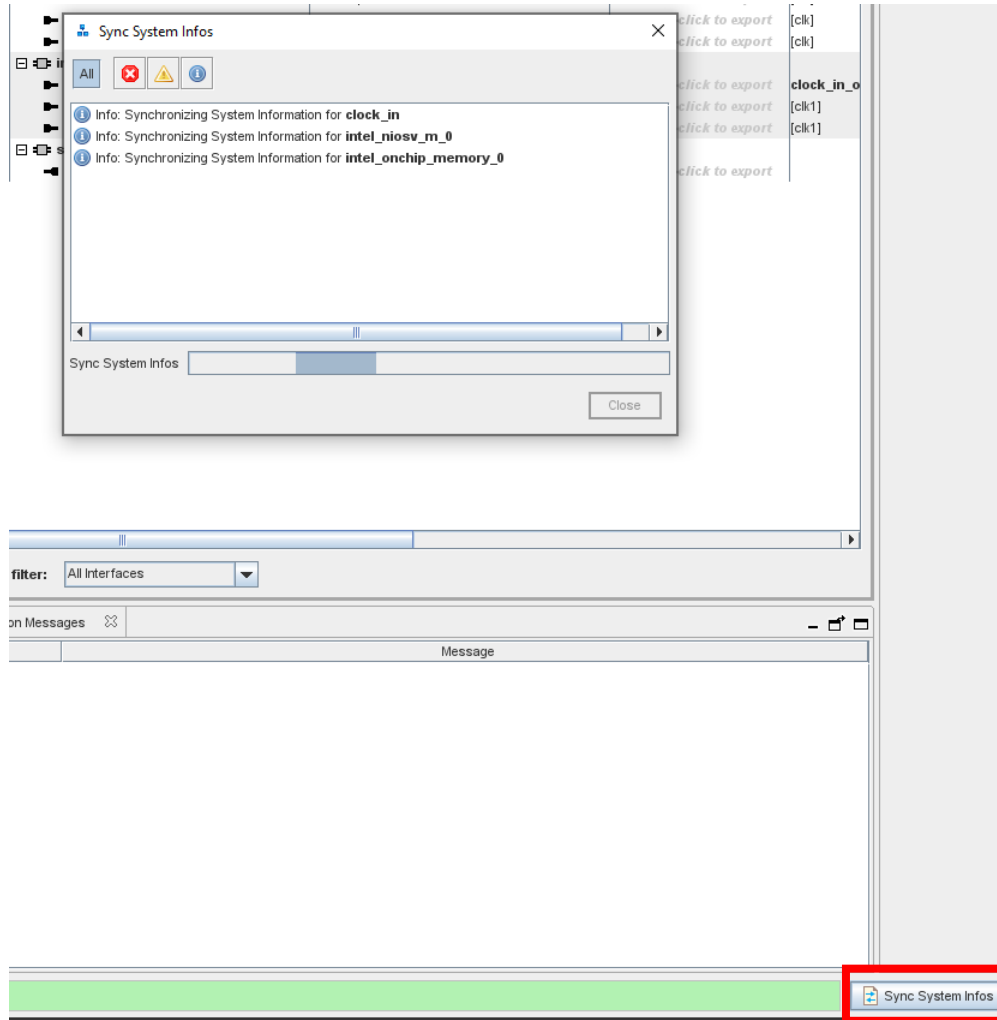 click to export [clk]
Sync System Infos
click to export [clk]
All
click to export clock_in_o
Info: Synchronizing System Information for clock_in
click to export [clk1]
Info: Synchronizing System Information for intel_niosv_m_0
click to export [clk1]
Info: Synchronizing System Information for intel_onchip_memory_0
click to export
Sync System Infos
Close
filter: All Interfaces
on Messages
Message
Sync System Infos